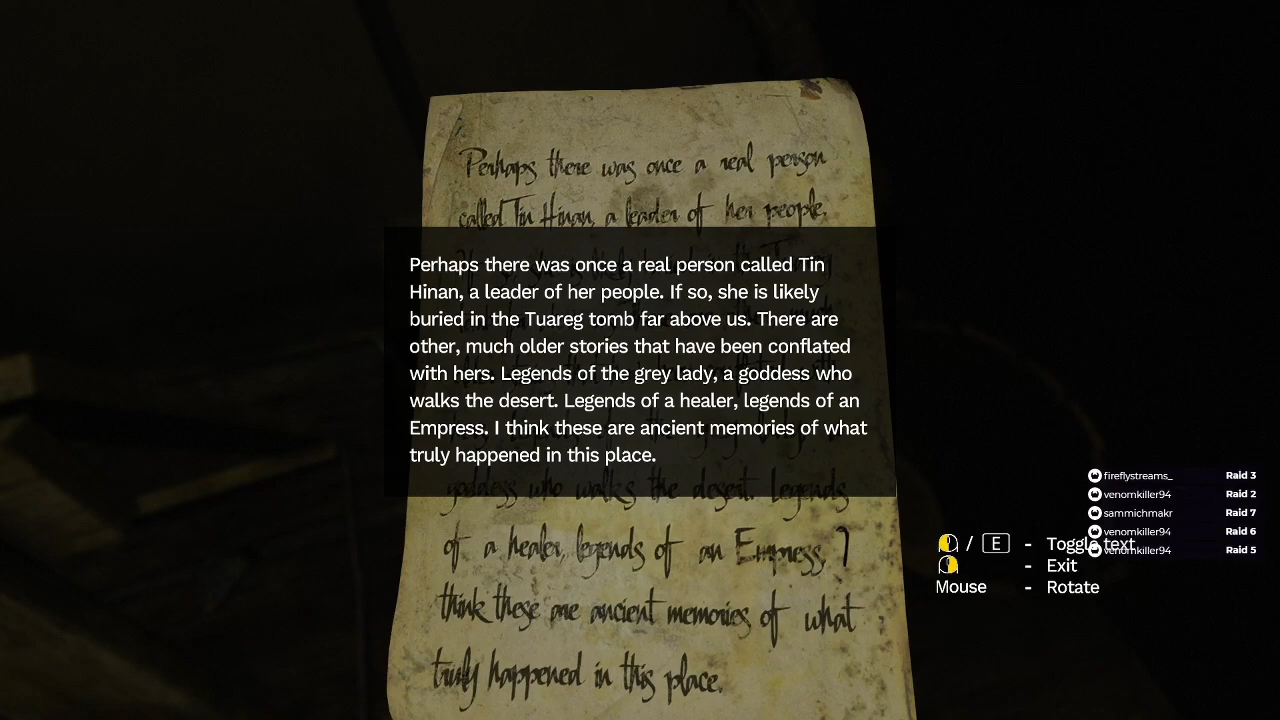 Perhaps there was once a real person
called Tin Hinan, a leader of her people.
Perhaps there was once a real person called Tin
Hinan, a leader of her people. If so, she is likely
buried in the Tuareg tomb far above us. There are
other, much older stories that have been conflated
with hers. Legends of the grey lady, a goddess who
walks the desert. Legends of a healer, legends of an
Empress. I think these are ancient memories of what
truly happened in this place.
goddess who walks the desert. Legends
of a healer, legends of an Empress. I
think these are ancient memories of what
truly happened in this place.
fireflystreams_ Raid 3
venomkiller94 Raid 2
sammichmakr Raid 7
venomkiller94 Raid 6
venomkiller94 Raid 5
/ E - Toggle text
- Exit
Mouse - Rotate